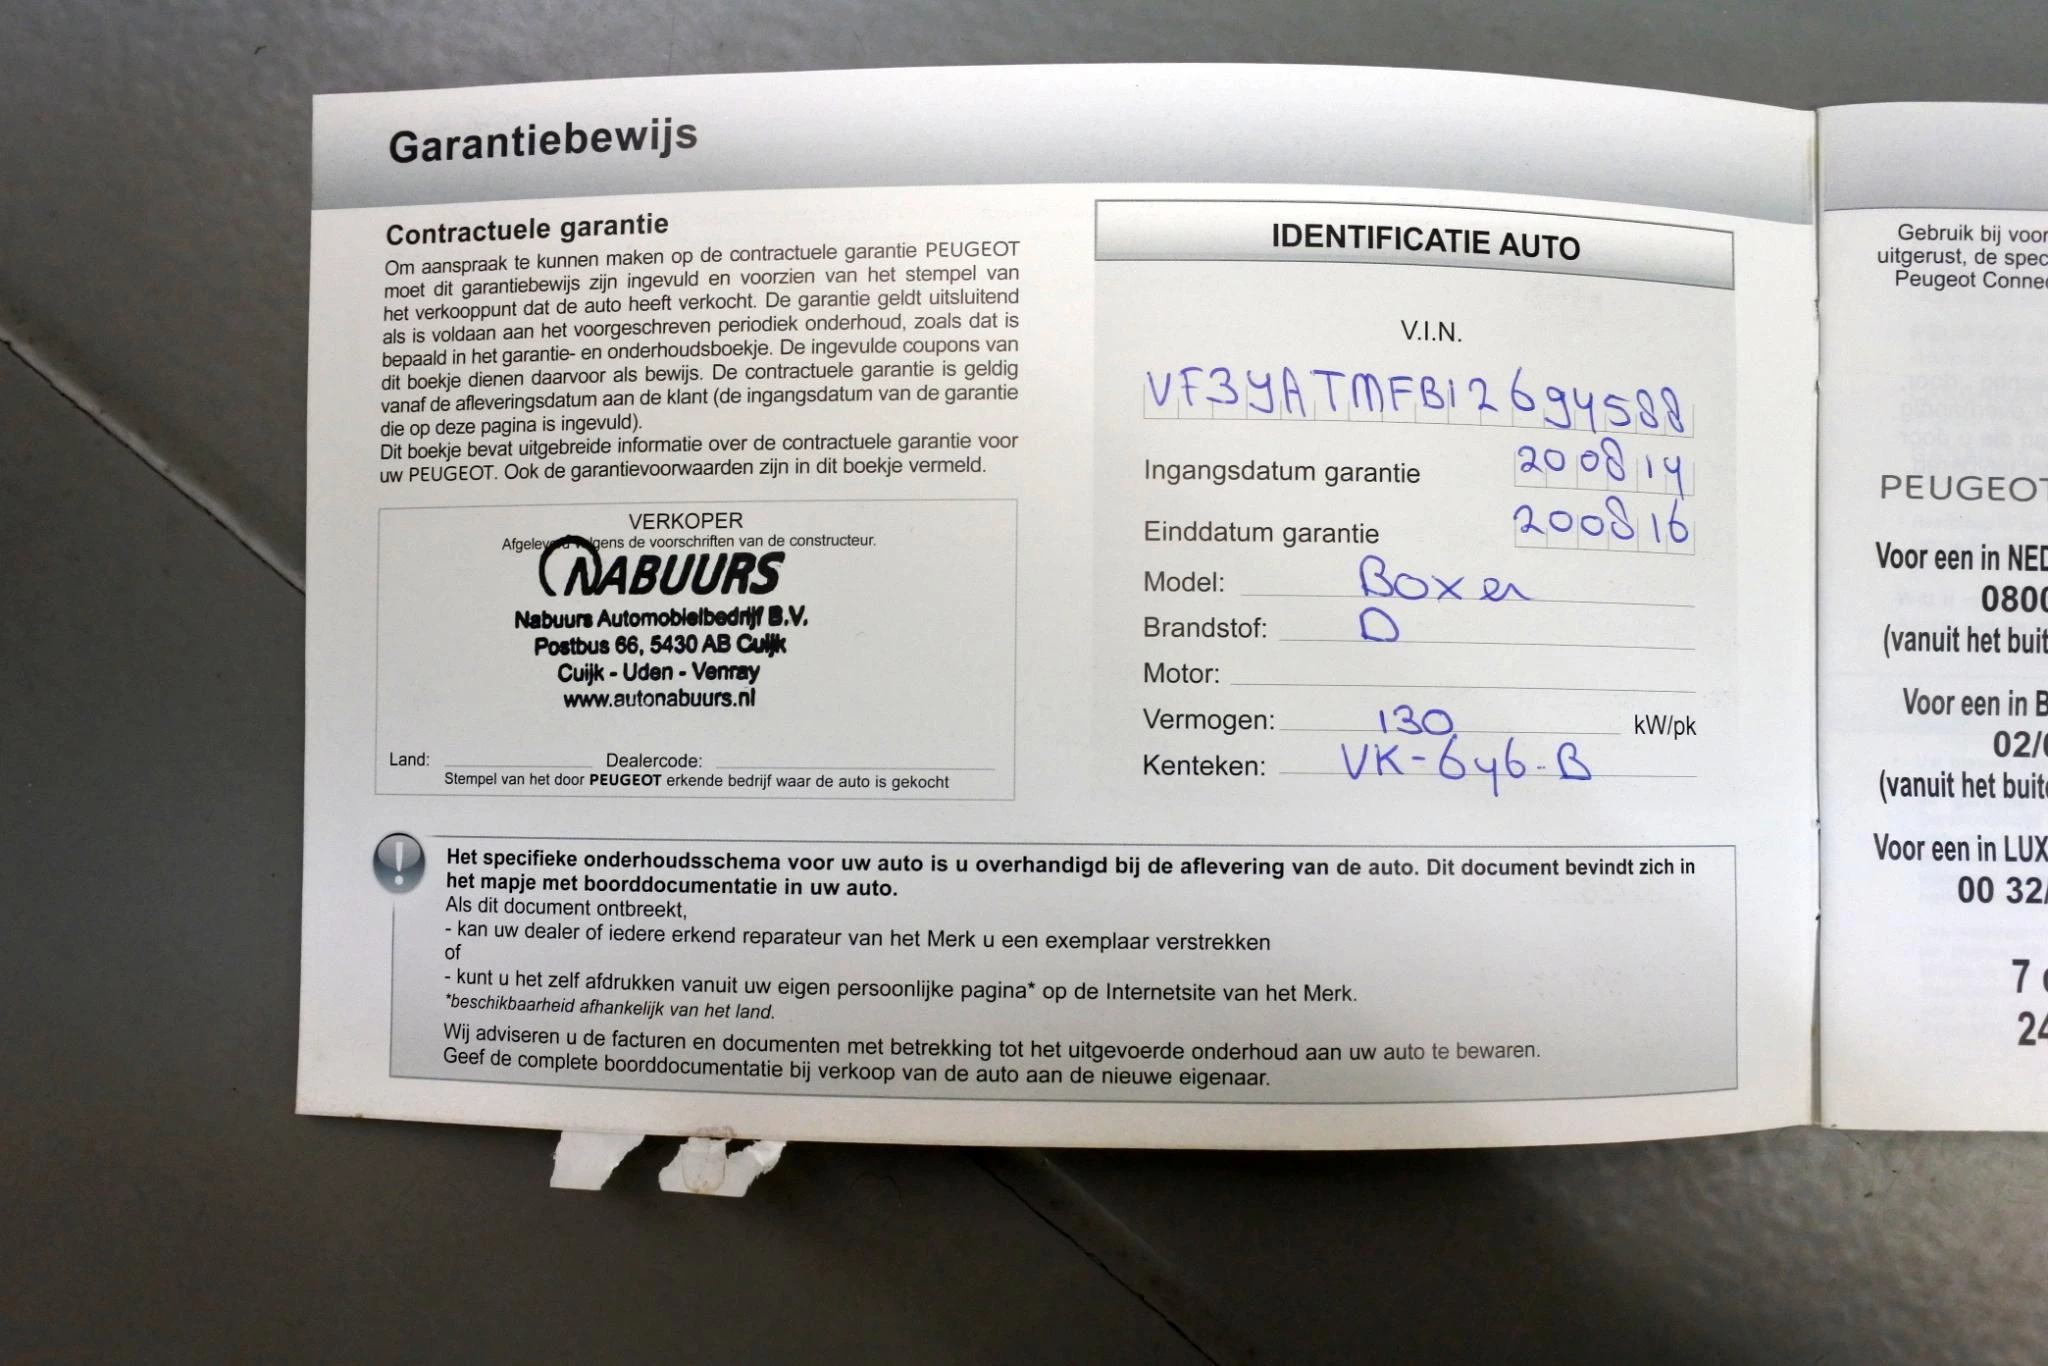 Garantiebewijs
Contractuele garantie
Om aanspraak te kunnen maken op de contractuele garantie PEUGEOT
moet dit garantiebewijs zijn ingevuld en voorzien van het stempel van
het verkooppunt dat de auto heeft verkocht. De garantie geldt uitsluitend
als is voldaan aan het voorgeschreven periodiek onderhoud, zoals dat is
bepaald in het garantie- en onderhoudsboekje. De ingevulde coupons van
dit boekje dienen daarvoor als bewijs. De contractuele garantie is geldig
vanaf de afleveringsdatum aan de klant (de ingangsdatum van de garantie
die op deze pagina is ingevuld).
Dit boekje bevat uitgebreide informatie over de contractuele garantie voor
uw PEUGEOT. Ook de garantievoorwaarden zijn in dit boekje vermeld.
VERKOPER
Afgeleverd volgens de voorschriften van de constructeur.
NABUURS
Nabuurs Automobielbedrijf B.V.
Postbus 66, 5430 AB Cuijk
Cuijk - Uden - Venray
www.autonabuurs.nl
Land: Dealercode:
Stempel van het door PEUGEOT erkende bedrijf waar de auto is gekocht
IDENTIFICATIE AUTO
V.I.N.
VF3YATMFB12694588
Ingangsdatum garantie 200814
Einddatum garantie 200816
Model: Boxer
Brandstof: D
Motor:
Vermogen: 130 kW/pk
Kenteken: VK-646-B
Het specifieke onderhoudsschema voor uw auto is u overhandigd bij de aflevering van de auto. Dit document bevindt zich in
het mapje met boorddocumentatie in uw auto.
Als dit document ontbreekt,
- kan uw dealer of iedere erkend reparateur van het Merk u een exemplaar verstrekken
of
- kunt u het zelf afdrukken vanuit uw eigen persoonlijke pagina* op de Internetsite van het Merk.
*beschikbaarheid afhankelijk van het land.
Wij adviseren u de facturen en documenten met betrekking tot het uitgevoerde onderhoud aan uw auto te bewaren.
Geef de complete boorddocumentatie bij verkoop van de auto aan de nieuwe eigenaar.
Gebruik bij voor
uitgerust, de spec
Peugeot Connec
PEUGEOT
Voor een in NED
0800
(vanuit het buit
Voor een in B
02/
(vanuit het buite
Voor een in LUX
00 32/
7
24